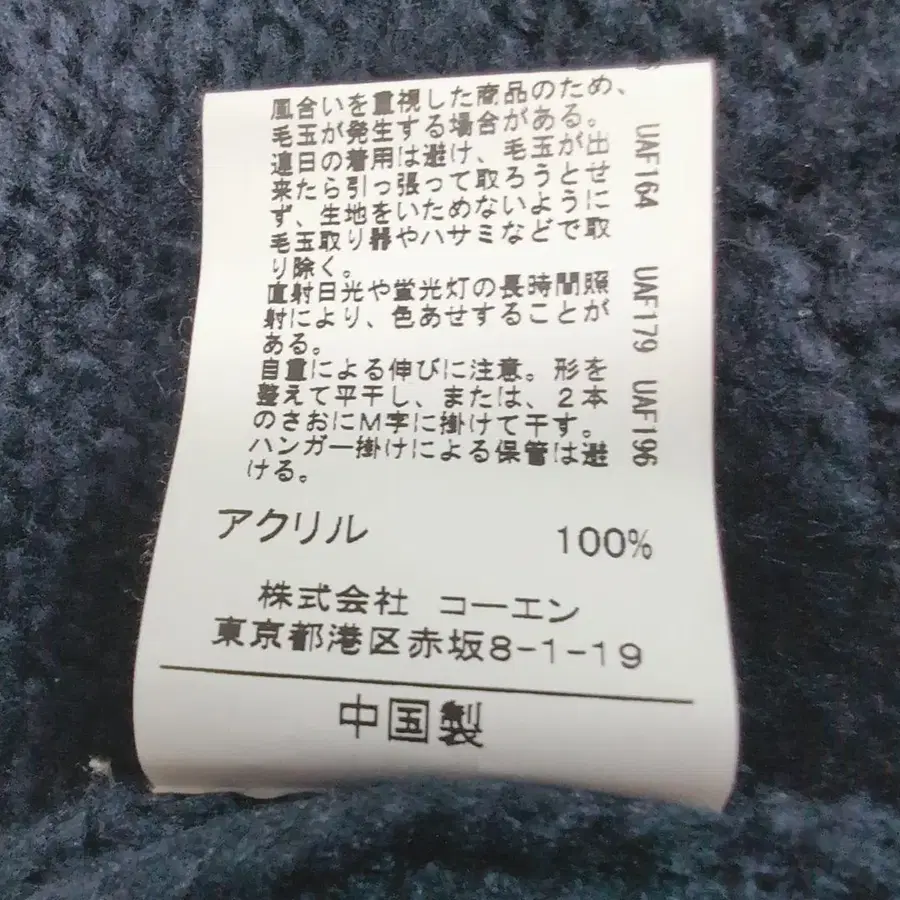 風合いを重視した商品のため、
毛玉が発生する場合がある。
連日の着用は避け、毛玉が出
来たら引っ張って取ろうとせ
ず、生地をいためないように
毛玉取り器やハサミなどで取
り除く。
直射日光や蛍光灯の長時間照
射により、色あせすることが
ある。
自重による伸びに注意。形を
整えて平干し、または、2本
のさおにM字に掛けて干す。
ハンガー掛けによる保管は避
ける。
UAF164 UAF179 UAF196
アクリル 100%
株式会社 コーエン
東京都港区赤坂8-1-19
中国製